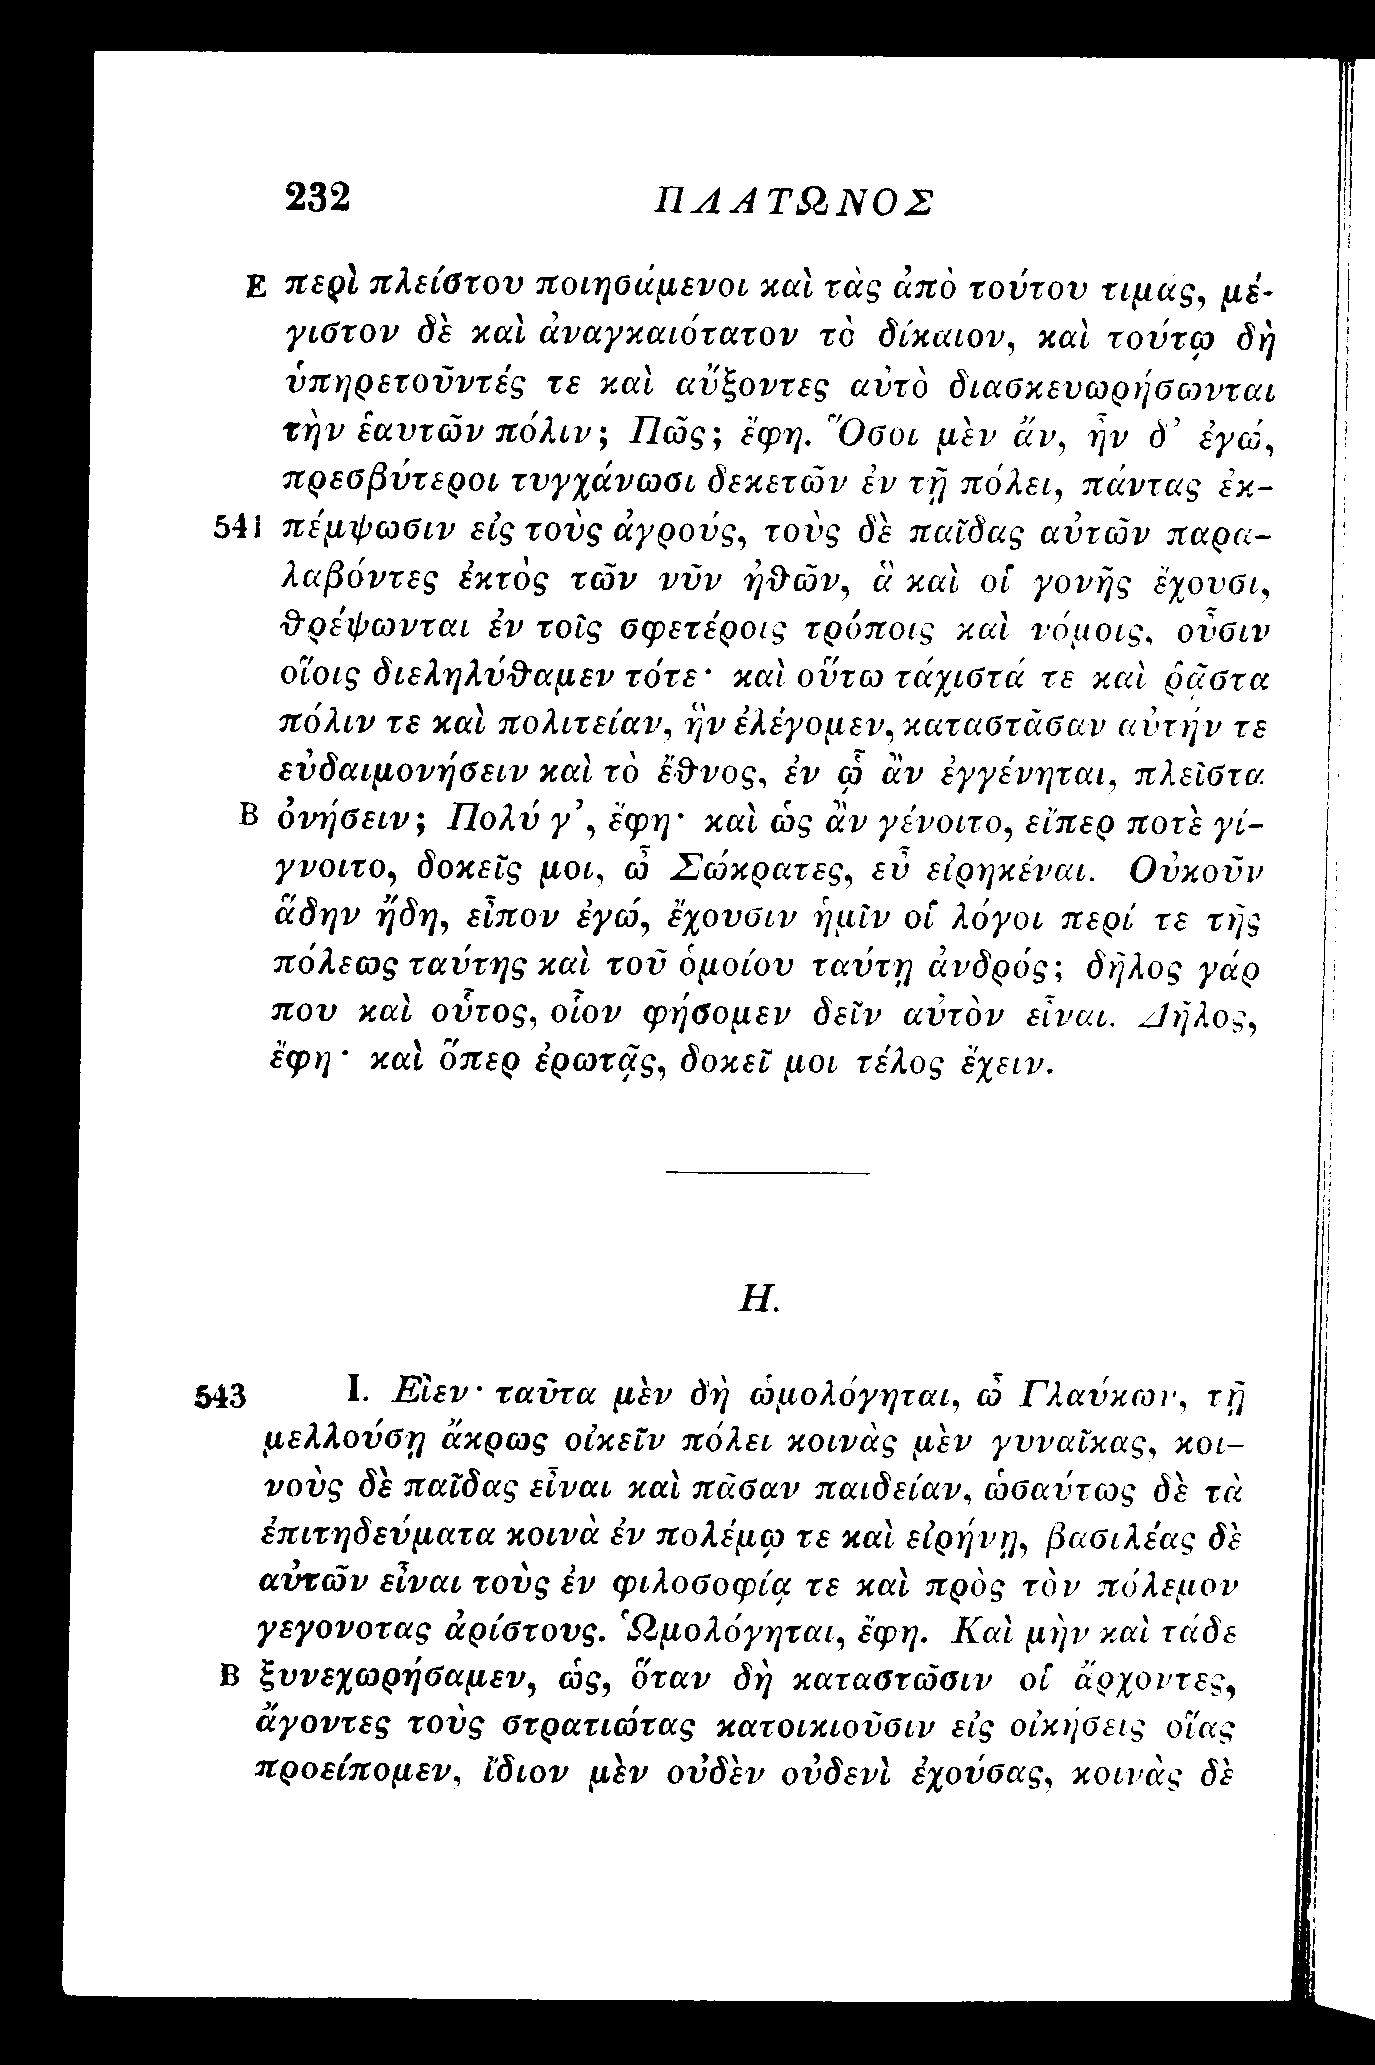 232 ΠΛΑΤΩΝΟΣ
E περὶ πλείστου ποιησάμενοι καὶ τὰς ἀπὸ τούτου τιμάς, μέ-
γιστον δὲ καὶ ἀναγκαιότατον τὸ δίκαιον, καὶ τούτῳ δὴ
ὑπηρετοῦντές τε καὶ αὔξοντες αὐτὸ διασκευωρήσωνται
τὴν ἑαυτῶν πόλιν; Πῶς; ἔφη. Ὅσοι μὲν ἄν, ἦν δ’ ἐγώ,
πρεσβύτεροι τυγχάνωσι δεκετῶν ἐν τῇ πόλει, πάντας ἐκ-
541 πέμψωσιν εἰς τοὺς ἀγρούς, τοὺς δὲ παῖδας αὐτῶν παρα-
λαβόντες ἐκτὸς τῶν νῦν ἠθῶν, ἃ καὶ οἱ γονῆς ἔχουσι,
θρέψωνται ἐν τοῖς σφετέροις τρόποις καὶ νόμοις, οὖσιν
οἵοις διεληλύθαμεν τότε· καὶ οὕτω τάχιστά τε καὶ ῥᾷστα
πόλιν τε καὶ πολιτείαν, ἣν ἐλέγομεν, καταστᾶσαν αὐτήν τε
εὐδαιμονήσειν καὶ τὸ ἔθνος, ἐν ᾧ ἂν ἐγγένηται, πλεῖστα
B ὀνήσειν; Πολύ γ’, ἔφη· καὶ ὡς ἂν γένοιτο, εἴπερ ποτὲ γί-
γνοιτο, δοκεῖς μοι, ὦ Σώκρατες, εὖ εἰρηκέναι. Οὐκοῦν
ἅδην ἤδη, εἶπον ἐγώ, ἔχουσιν ἡμῖν οἱ λόγοι περί τε τῆς
πόλεως ταύτης καὶ τοῦ ὁμοίου ταύτῃ ἀνδρός; δῆλος γάρ
που καὶ οὗτος, οἷον φήσομεν δεῖν αὐτὸν εἶναι. Δῆλος,
ἔφη· καὶ ὅπερ ἐρωτᾷς, δοκεῖ μοι τέλος ἔχειν.
Η.
543 I. Εἶεν· ταῦτα μὲν δὴ ὡμολόγηται, ὦ Γλαύκων, τῇ
μελλούσῃ ἄκρως οἰκεῖν πόλει κοινὰς μὲν γυναῖκας, κοι-
νοὺς δὲ παῖδας εἶναι καὶ πᾶσαν παιδείαν, ὡσαύτως δὲ τὰ
ἐπιτηδεύματα κοινὰ ἐν πολέμῳ τε καὶ εἰρήνῃ, βασιλέας δὲ
αὐτῶν εἶναι τοὺς ἐν φιλοσοφίᾳ τε καὶ πρὸς τὸν πόλεμον
γεγονοτας ἀρίστους. Ὡμολόγηται, ἔφη. Καὶ μὴν καὶ τάδε
B ξυνεχωρήσαμεν, ὡς, ὅταν δὴ καταστῶσιν οἱ ἄρχοντες,
ἄγοντες τοὺς στρατιώτας κατοικιοῦσιν εἰς οἰκήσεις οἵας
προείπομεν, ἴδιον μὲν οὐδὲν οὐδενὶ ἐχούσας, κοινὰς δὲ